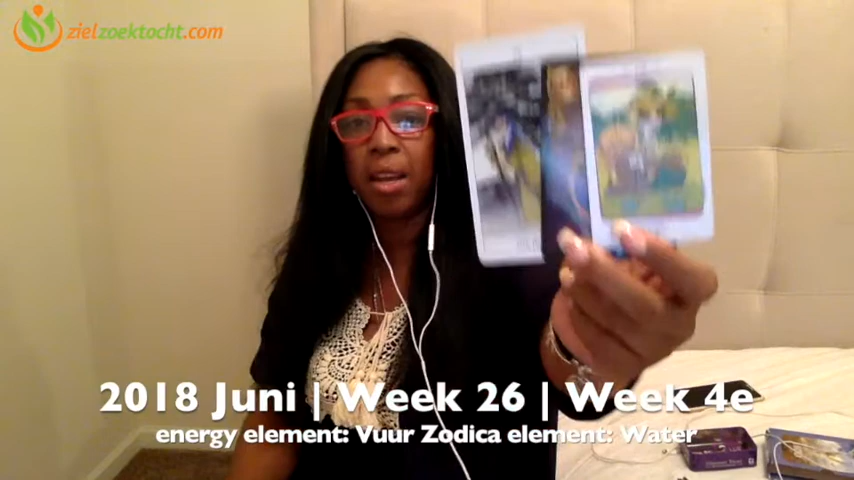 zielzoektocht.com
2018 Juni | Week 26 | Week 4e
energy element: Vuur Zodica element: Water